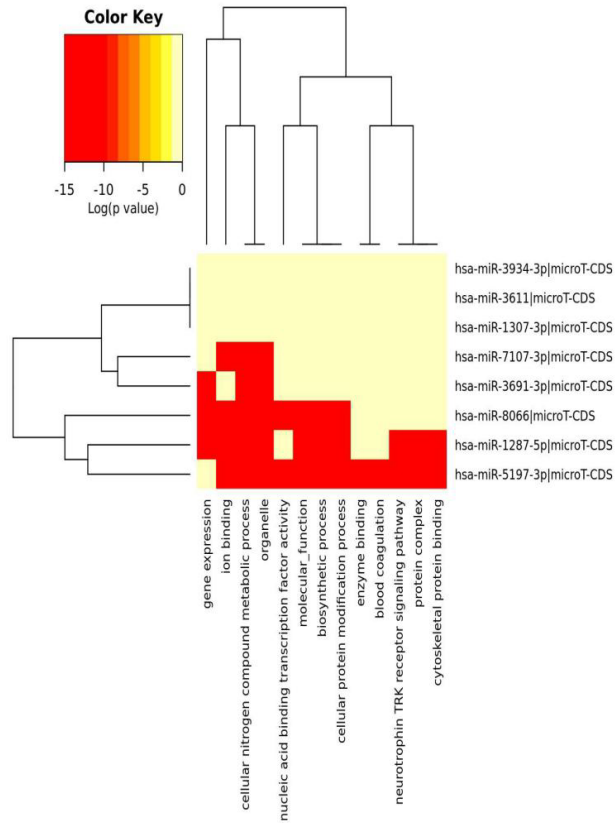 Color Key
-15 -10 -5 0
Log(p value)
hsa-miR-3934-3p|microT-CDS
hsa-miR-3611|microT-CDS
hsa-miR-1307-3p|microT-CDS
hsa-miR-7107-3p|microT-CDS
hsa-miR-3691-3p|microT-CDS
hsa-miR-8066|microT-CDS
hsa-miR-1287-5p|microT-CDS
hsa-miR-5197-3p|microT-CDS
gene expression
ion binding
cellular nitrogen compound metabolic process
organelle
nucleic acid binding transcription factor activity
molecular_function
biosynthetic process
cellular protein modification process
enzyme binding
blood coagulation
neurotrophin TRK receptor signaling pathway
protein complex
cytoskeletal protein binding